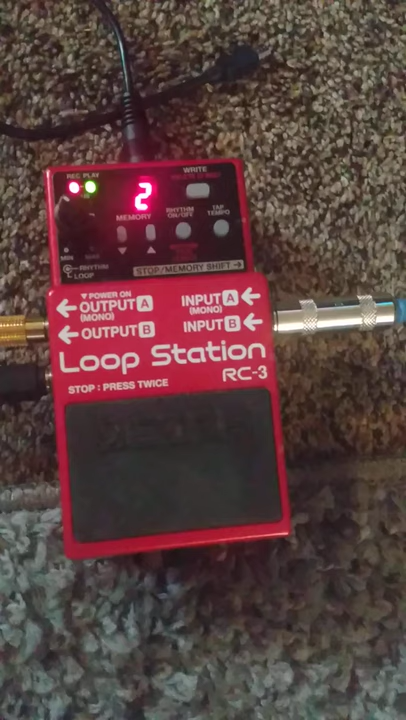 REC PLAY
2
WRITE
MEMORY
RHYTHM ON/OFF
TAP TEMPO
MIN
RHYTHM
LOOP
STOP/MEMORY SHIFT →
▼ POWER ON
← OUTPUT A
(MONO)
INPUT A ←
(MONO)
← OUTPUT B
INPUT B ←
Loop Station
RC-3
STOP : PRESS TWICE